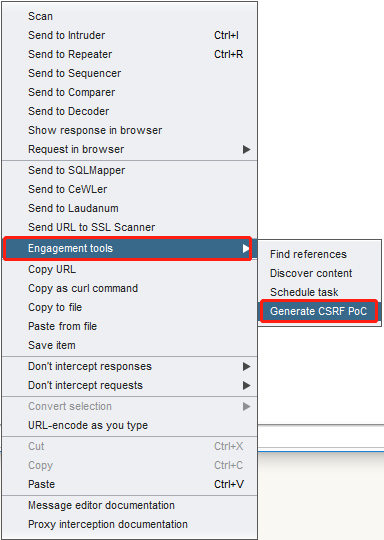 Scan
Send to Intruder Ctrl+I
Send to Repeater Ctrl+R
Send to Sequencer
Send to Comparer
Send to Decoder
Show response in browser
Request in browser
Send to SQLMapper
Send to CeWLer
Send to Laudanum
Send URL to SSL Scanner
Engagement tools
Find references
Discover content
Schedule task
Generate CSRF PoC
Copy URL
Copy as curl command
Copy to file
Paste from file
Save item
Don't intercept responses
Don't intercept requests
Convert selection
URL-encode as you type
Cut Ctrl+X
Copy Ctrl+C
Paste Ctrl+V
Message editor documentation
Proxy interception documentation